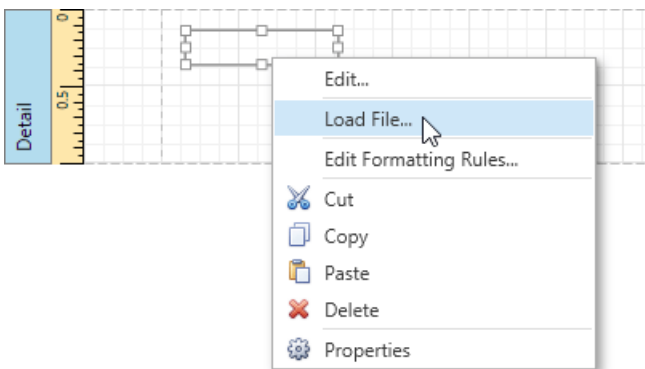 0
0.5
Detail
Edit...
Load File...
Edit Formatting Rules...
Cut
Copy
Paste
Delete
Properties